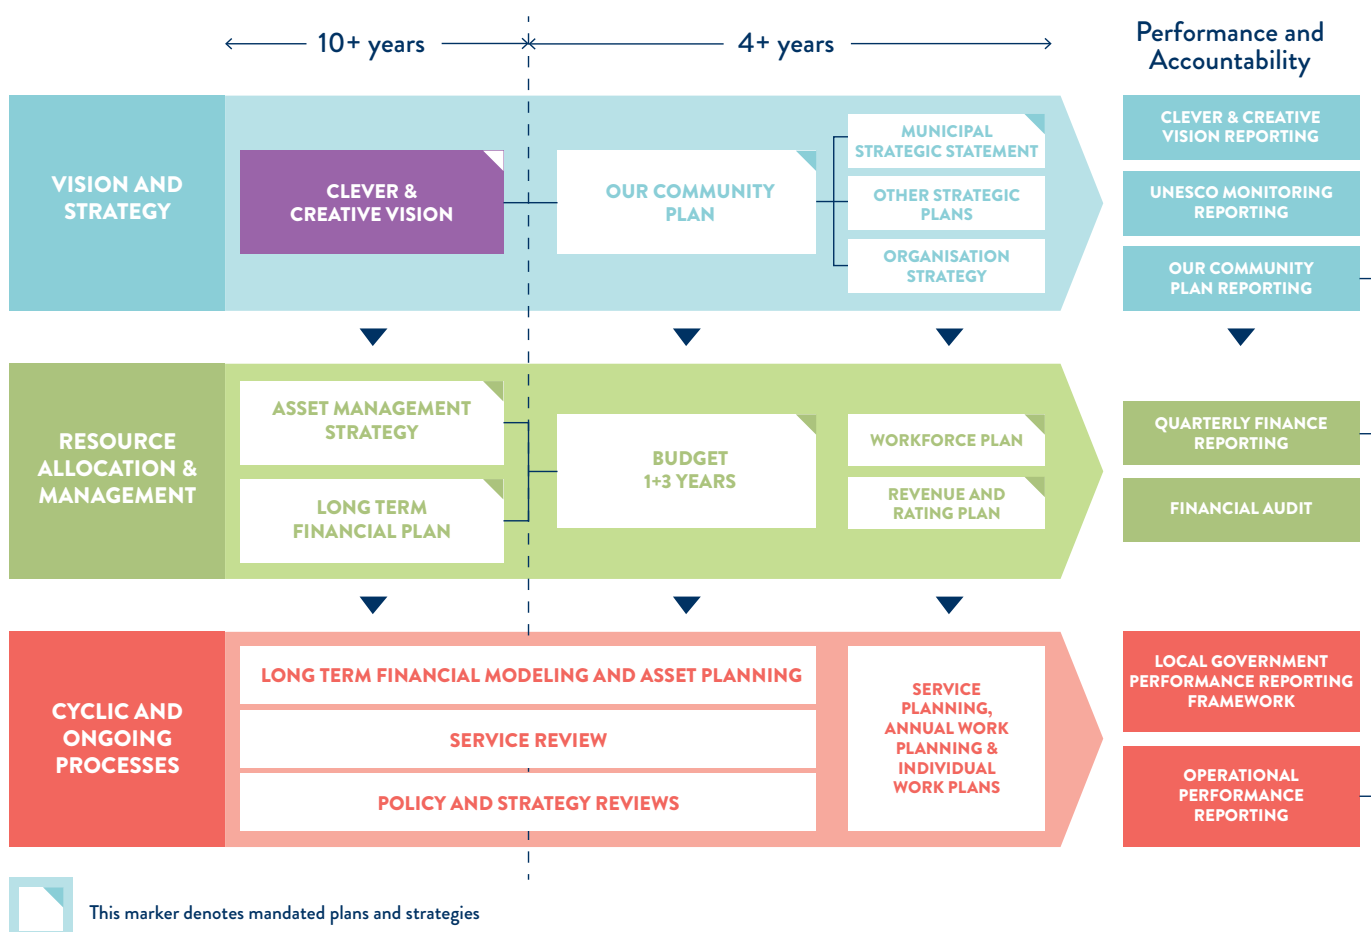 10+ years
4+ years
Performance and
Accountability
VISION AND
STRATEGY
CLEVER &
CREATIVE VISION
OUR COMMUNITY
PLAN
MUNICIPAL
STRATEGIC STATEMENT
OTHER STRATEGIC
PLANS
ORGANISATION
STRATEGY
CLEVER & CREATIVE
VISION REPORTING
UNESCO MONITORING
REPORTING
OUR COMMUNITY
PLAN REPORTING
RESOURCE
ALLOCATION &
MANAGEMENT
ASSET MANAGEMENT
STRATEGY
LONG TERM
FINANCIAL PLAN
BUDGET
1+3 YEARS
WORKFORCE PLAN
REVENUE AND
RATING PLAN
QUARTERLY FINANCE
REPORTING
FINANCIAL AUDIT
CYCLIC AND
ONGOING
PROCESSES
LONG TERM FINANCIAL MODELING AND ASSET PLANNING
SERVICE REVIEW
POLICY AND STRATEGY REVIEWS
SERVICE
PLANNING,
ANNUAL WORK
PLANNING &
INDIVIDUAL
WORK PLANS
LOCAL GOVERNMENT
PERFORMANCE REPORTING
FRAMEWORK
OPERATIONAL
PERFORMANCE
REPORTING
This marker denotes mandated plans and strategies